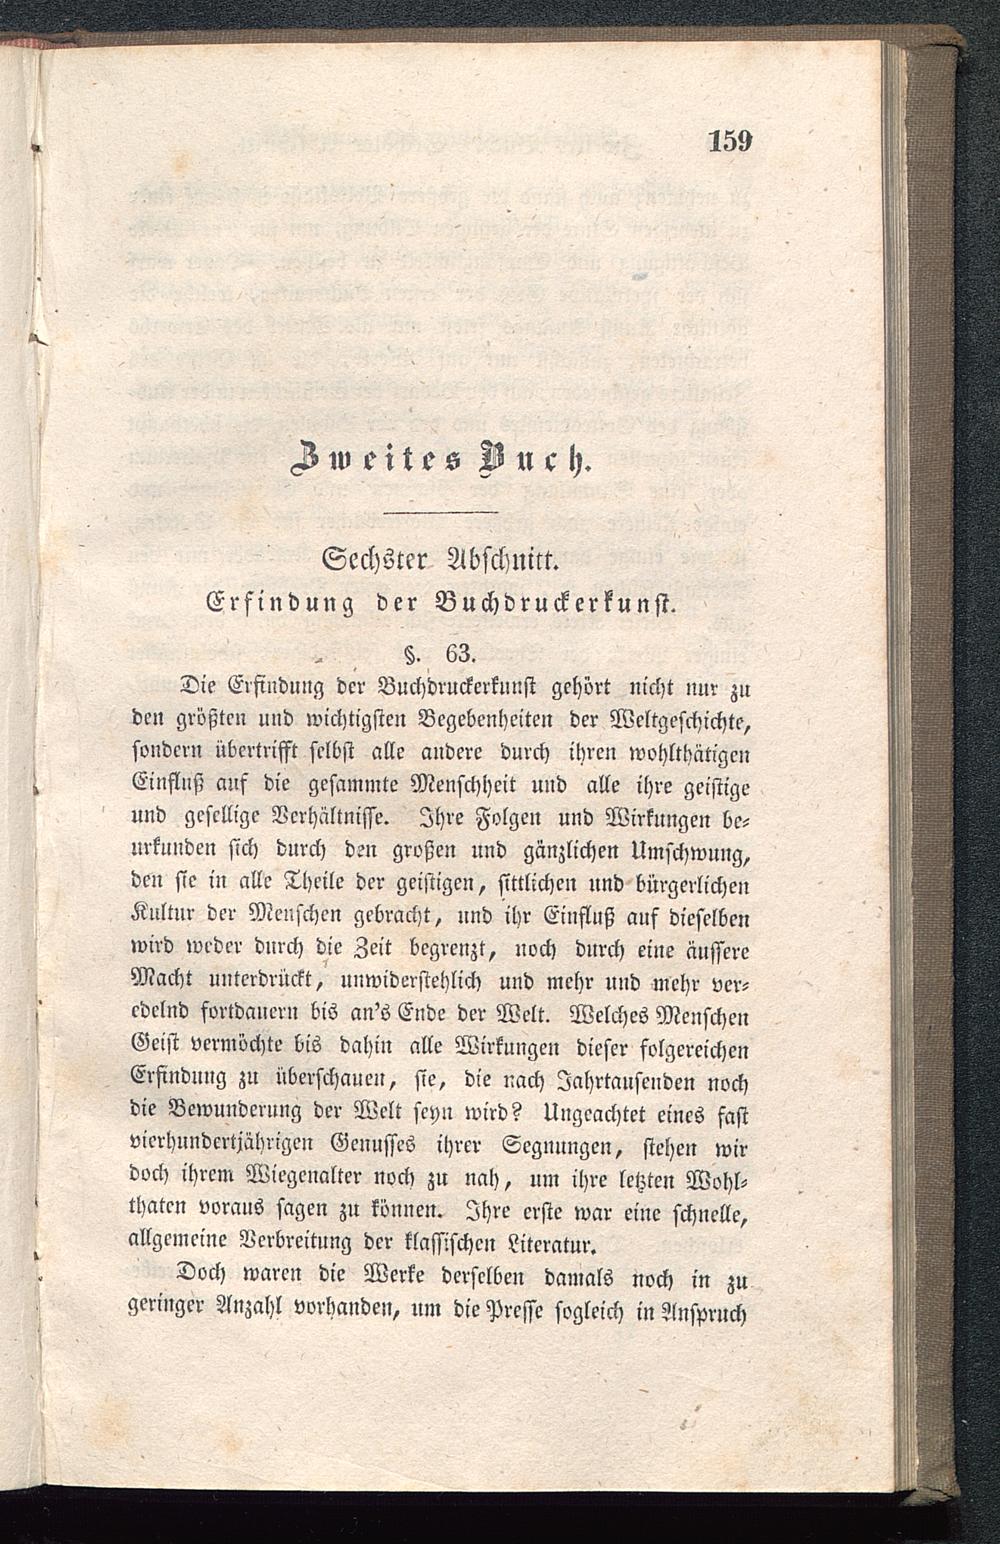 159
Zweites Buch.
Sechster Abschnitt.
Erfindung der Buchdruckerkunst.
§. 63.
Die Erfindung der Buchdruckerkunst gehört nicht nur zu
den größten und wichtigsten Begebenheiten der Weltgeschichte,
sondern übertrifft selbst alle andere durch ihren wohlthätigen
Einfluß auf die gesammte Menschheit und alle ihre geistige
und gesellige Verhältnisse. Ihre Folgen und Wirkungen be-
urkunden sich durch den großen und gänzlichen Umschwung,
den sie in alle Theile der geistigen, sittlichen und bürgerlichen
Kultur der Menschen gebracht, und ihr Einfluß auf dieselben
wird weder durch die Zeit begrenzt, noch durch eine äussere
Macht unterdrückt, unwiderstehlich und mehr und mehr ver-
edelnd fortdauern bis an's Ende der Welt. Welches Menschen
Geist vermöchte bis dahin alle Wirkungen dieser folgereichen
Erfindung zu überschauen, sie, die nach Jahrtausenden noch
die Bewunderung der Welt seyn wird? Ungeachtet eines fast
vierhundertjährigen Genusses ihrer Segnungen, stehen wir
doch ihrem Wiegenalter noch zu nah, um ihre letzten Wohl-
thaten voraus sagen zu können. Ihre erste war eine schnelle,
allgemeine Verbreitung der klassischen Literatur.
Doch waren die Werke derselben damals noch in zu
geringer Anzahl vorhanden, um die Presse sogleich in Anspruch